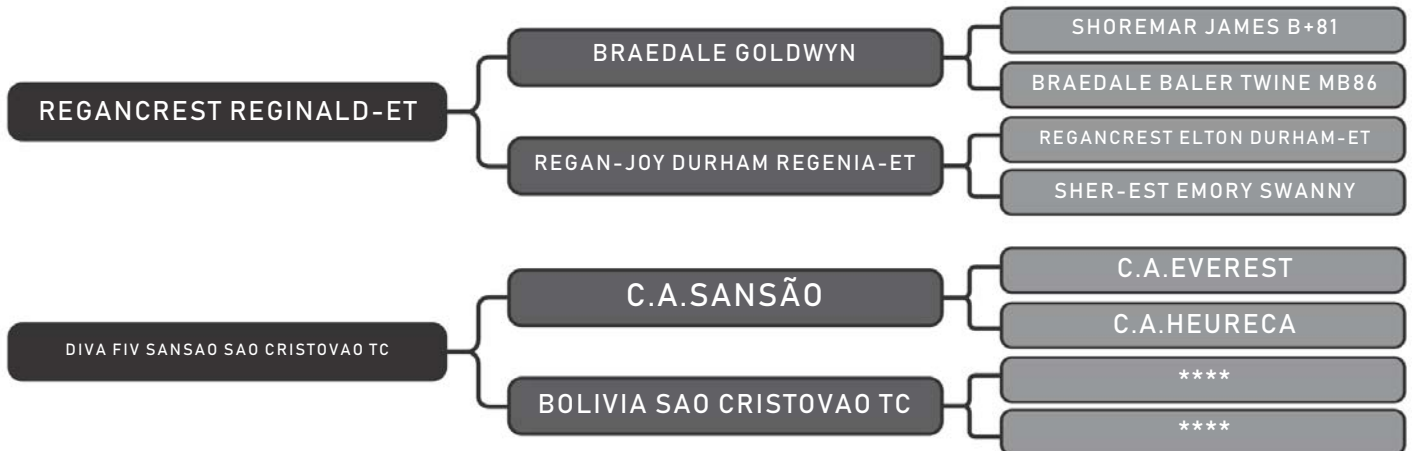 SHOREMAR JAMES B+81
BRAEDALE GOLDWYN
BRAEDALE BALER TWINE MB86
REGANCREST REGINALD-ET
REGANCREST ELTON DURHAM-ET
REGAN-JOY DURHAM REGENIA-ET
SHER-EST EMORY SWANNY
C.A.EVEREST
C.A.SANSÃO
C.A.HEURECA
DIVA FIV SANSAO SAO CRISTOVAO TC
****
BOLIVIA SAO CRISTOVAO TC
****